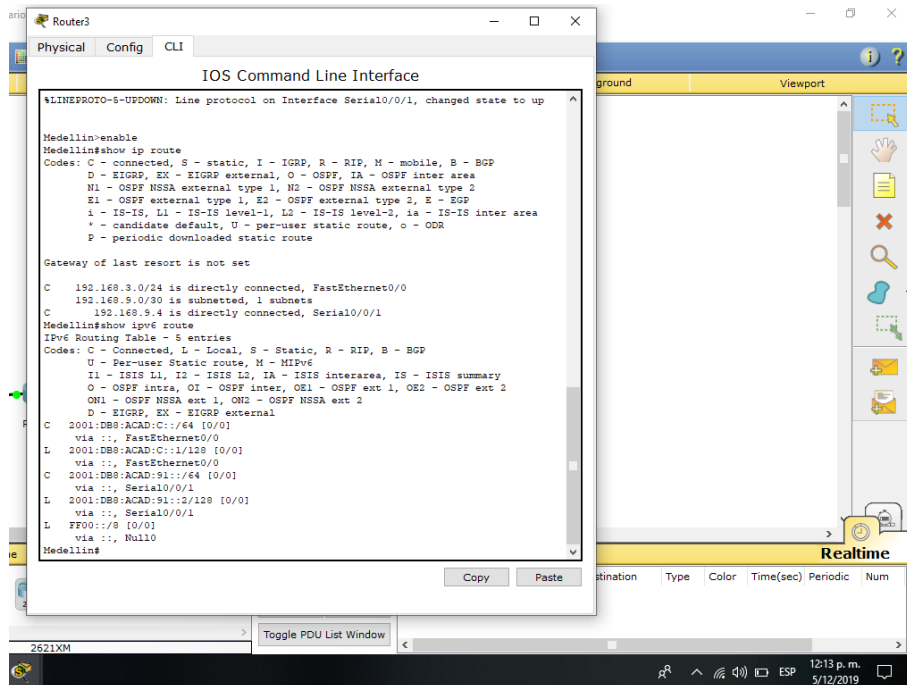 ario
Router3
Physical Config CLI
IOS Command Line Interface
%LINEPROTO-5-UPDOWN: Line protocol on Interface Serial0/0/1, changed state to up
Medellin>enable
Medellin#show ip route
Codes: C - connected, S - static, I - IGRP, R - RIP, M - mobile, B - BGP
D - EIGRP, EX - EIGRP external, O - OSPF, IA - OSPF inter area
N1 - OSPF NSSA external type 1, N2 - OSPF NSSA external type 2
E1 - OSPF external type 1, E2 - OSPF external type 2, E - EGP
i - IS-IS, L1 - IS-IS level-1, L2 - IS-IS level-2, ia - IS-IS inter area
* - candidate default, U - per-user static route, o - ODR
P - periodic downloaded static route
Gateway of last resort is not set
C 192.168.3.0/24 is directly connected, FastEthernet0/0
192.168.9.0/30 is subnetted, 1 subnets
C 192.168.9.4 is directly connected, Serial0/0/1
Medellin#show ipv6 route
IPv6 Routing Table - 5 entries
Codes: C - Connected, L - Local, S - Static, R - RIP, B - BGP
U - Per-user Static route, M - MIPv6
I1 - ISIS L1, I2 - ISIS L2, IA - ISIS interarea, IS - ISIS summary
O - OSPF intra, OI - OSPF inter, OE1 - OSPF ext 1, OE2 - OSPF ext 2
ON1 - OSPF NSSA ext 1, ON2 - OSPF NSSA ext 2
D - EIGRP, EX - EIGRP external
C 2001:DB8:ACAD:C::/64 [0/0]
via ::, FastEthernet0/0
L 2001:DB8:ACAD:C::1/128 [0/0]
via ::, FastEthernet0/0
C 2001:DB8:ACAD:91::/64 [0/0]
via ::, Serial0/0/1
L 2001:DB8:ACAD:91::2/128 [0/0]
via ::, Serial0/0/1
L FF00::/8 [0/0]
via ::, Null0
Medellin#
Copy Paste
ground Viewport
Realtime
stination Type Color Time(sec) Periodic Num
Toggle PDU List Window
2621XM
ESP
12:13 p. m.
5/12/2019